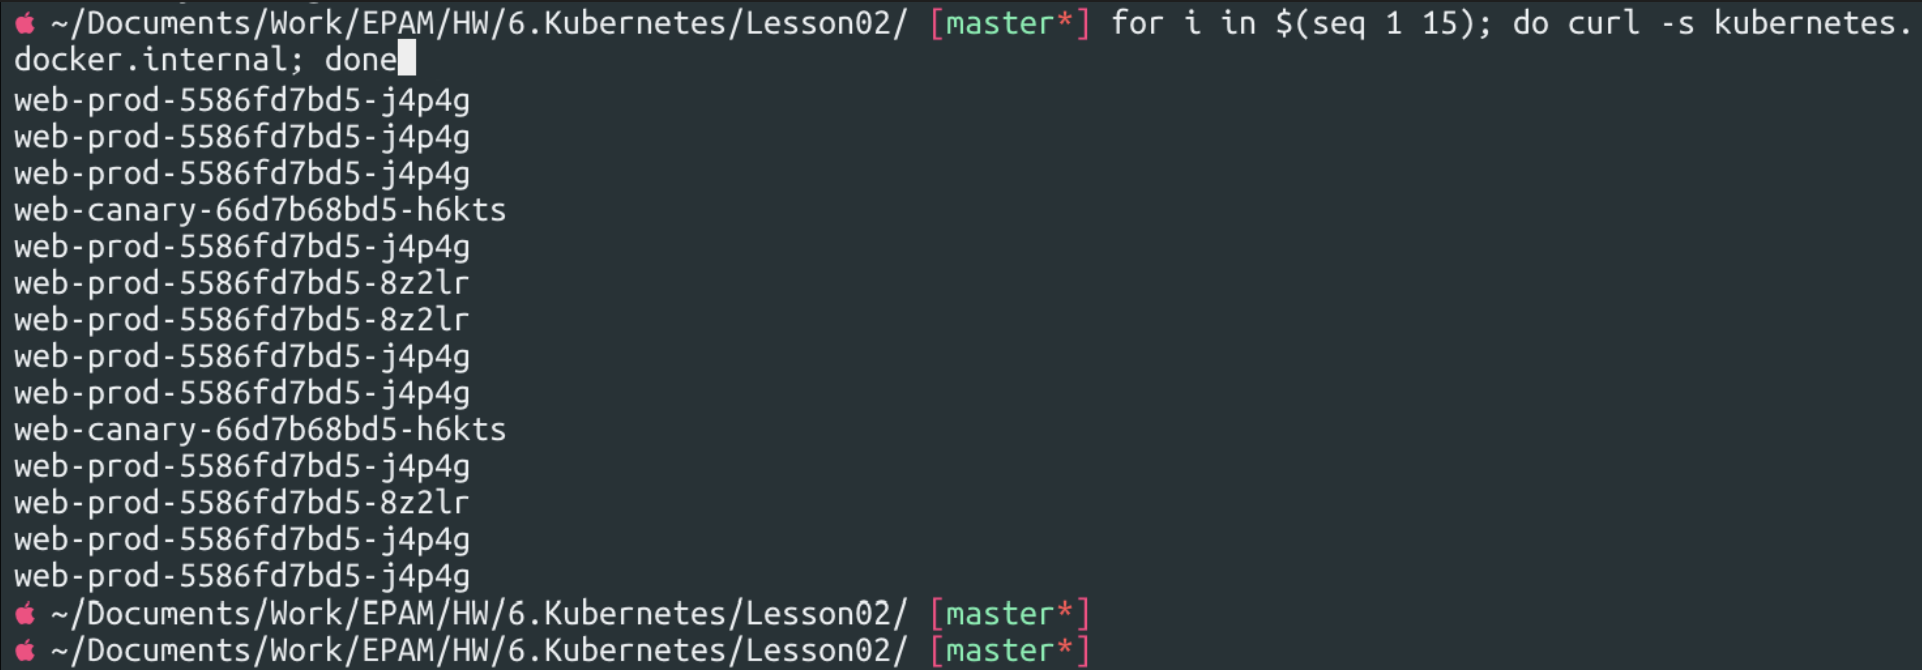 ~/Documents/Work/EPAM/HW/6.Kubernetes/Lesson02/ [master*] for i in $(seq 1 15); do curl -s kubernetes.
docker.internal; done
web-prod-5586fd7bd5-j4p4g
web-prod-5586fd7bd5-j4p4g
web-prod-5586fd7bd5-j4p4g
web-canary-66d7b68bd5-h6kts
web-prod-5586fd7bd5-j4p4g
web-prod-5586fd7bd5-8z2lr
web-prod-5586fd7bd5-8z2lr
web-prod-5586fd7bd5-j4p4g
web-prod-5586fd7bd5-j4p4g
web-canary-66d7b68bd5-h6kts
web-prod-5586fd7bd5-j4p4g
web-prod-5586fd7bd5-8z2lr
web-prod-5586fd7bd5-j4p4g
web-prod-5586fd7bd5-j4p4g
~/Documents/Work/EPAM/HW/6.Kubernetes/Lesson02/ [master*]
~/Documents/Work/EPAM/HW/6.Kubernetes/Lesson02/ [master*]